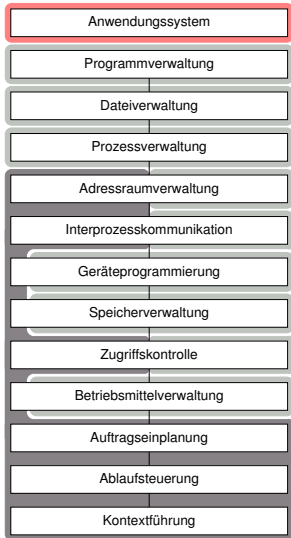 Anwendungssystem
Programmverwaltung
Dateiverwaltung
Prozessverwaltung
Adressraumverwaltung
Interprozesskommunikation
Geräteprogrammierung
Speicherverwaltung
Zugriffskontrolle
Betriebsmittelverwaltung
Auftragseinplanung
Ablaufsteuerung
Kontextführung